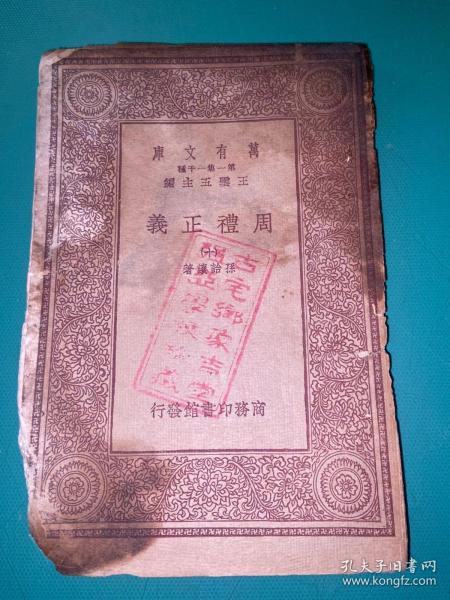 萬有文庫
第一集一千種
王雲五主編
周禮正義
(十)
孫詒讓著
商務印書館發行
孔夫子旧书网
www.kongfz.com